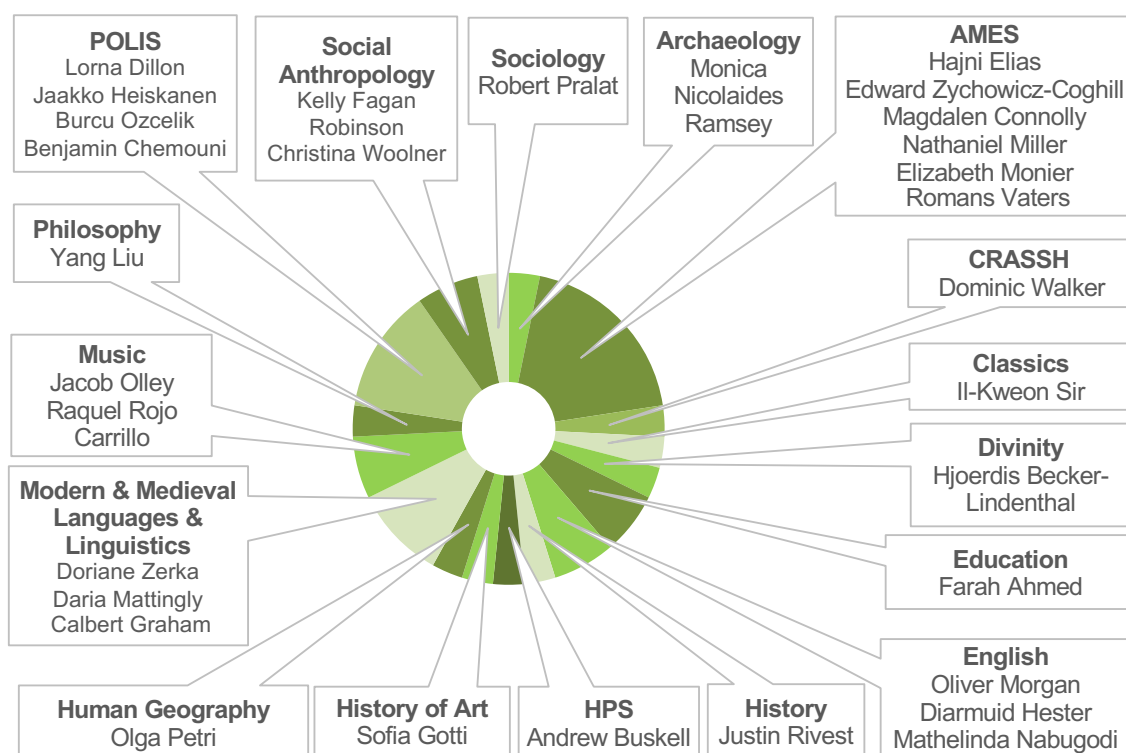 POLIS
Lorna Dillon
Jaakko Heiskanen
Burcu Ozcelik
Benjamin Chemouni
Social
Anthropology
Kelly Fagan
Robinson
Christina Woolner
Sociology
Robert Pralat
Archaeology
Monica
Nicolaides
Ramsey
AMES
Hajni Elias
Edward Zychowicz-Coghill
Magdalen Connolly
Nathaniel Miller
Elizabeth Monier
Romans Vaters
Philosophy
Yang Liu
CRASSH
Dominic Walker
Music
Jacob Olley
Raquel Rojo
Carrillo
Classics
Il-Kweon Sir
Divinity
Hjoerdis Becker-
Lindenthal
Modern & Medieval
Languages &
Linguistics
Doriane Zerka
Daria Mattingly
Calbert Graham
Education
Farah Ahmed
English
Oliver Morgan
Diarmuid Hester
Mathelinda Nabugodi
Human Geography
Olga Petri
History of Art
Sofia Gotti
HPS
Andrew Buskell
History
Justin Rivest